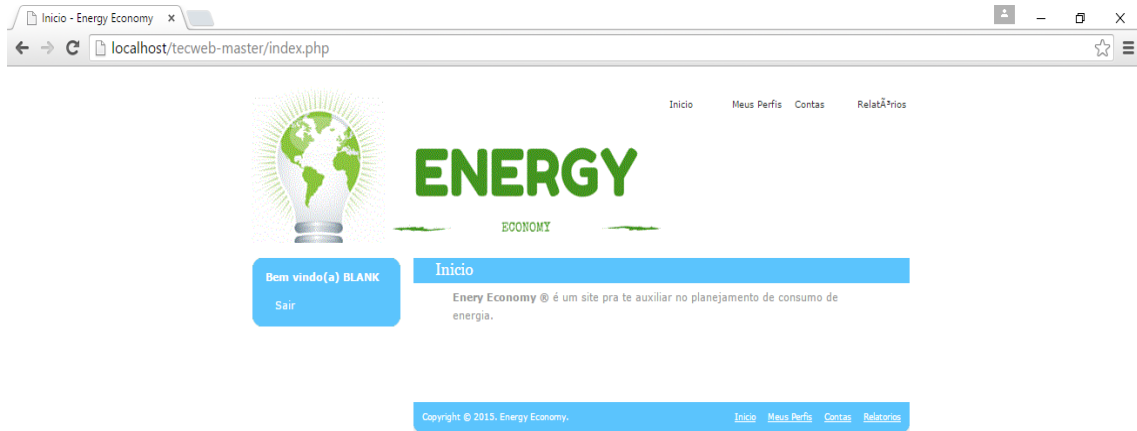 Inicio - Energy Economy
localhost/tecweb-master/index.php
Inicio Meus Perfis Contas RelatÃ³rios
ENERGY
ECONOMY
Bem vindo(a) BLANK
Sair
Inicio
Enery Economy ® é um site pra te auxiliar no planejamento de consumo de
energia.
Copyright © 2015. Energy Economy. Inicio Meus Perfis Contas Relatorios